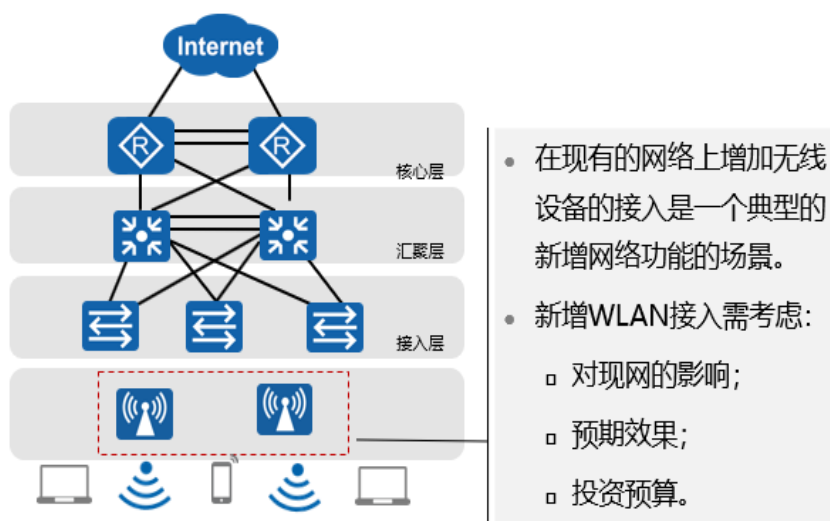 Internet
R
R
核心层
汇聚层
接入层
在现有的网络上增加无线
设备的接入是一个典型的
新增网络功能的场景。
新增WLAN接入需考虑：
对现网的影响；
预期效果；
投资预算。